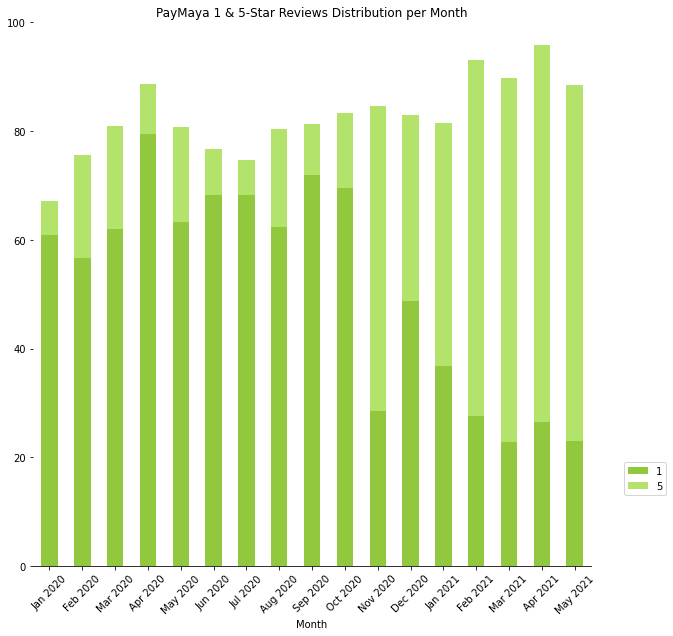 PayMaya 1 & 5-Star Reviews Distribution per Month
100
80
60
40
20
0
1
5
Jan 2020
Feb 2020
Mar 2020
Apr 2020
May 2020
Jun 2020
Jul 2020
Aug 2020
Sep 2020
Oct 2020
Nov 2020
Dec 2020
Jan 2021
Feb 2021
Mar 2021
Apr 2021
May 2021
Month